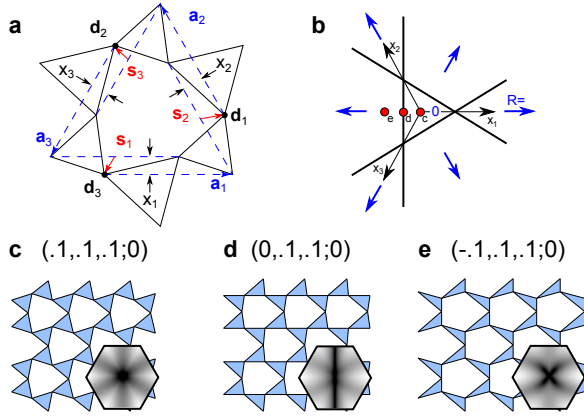 a
d₂
a₂
x₃
s₃
x₂
s₂
d₁
a₃
s₁
a₁
d₃
x₁
b
x₂
R=
0
e
d
c
x₁
x₃
c (.1,.1,.1;0)
d (0,.1,.1;0)
e (-.1,.1,.1;0)